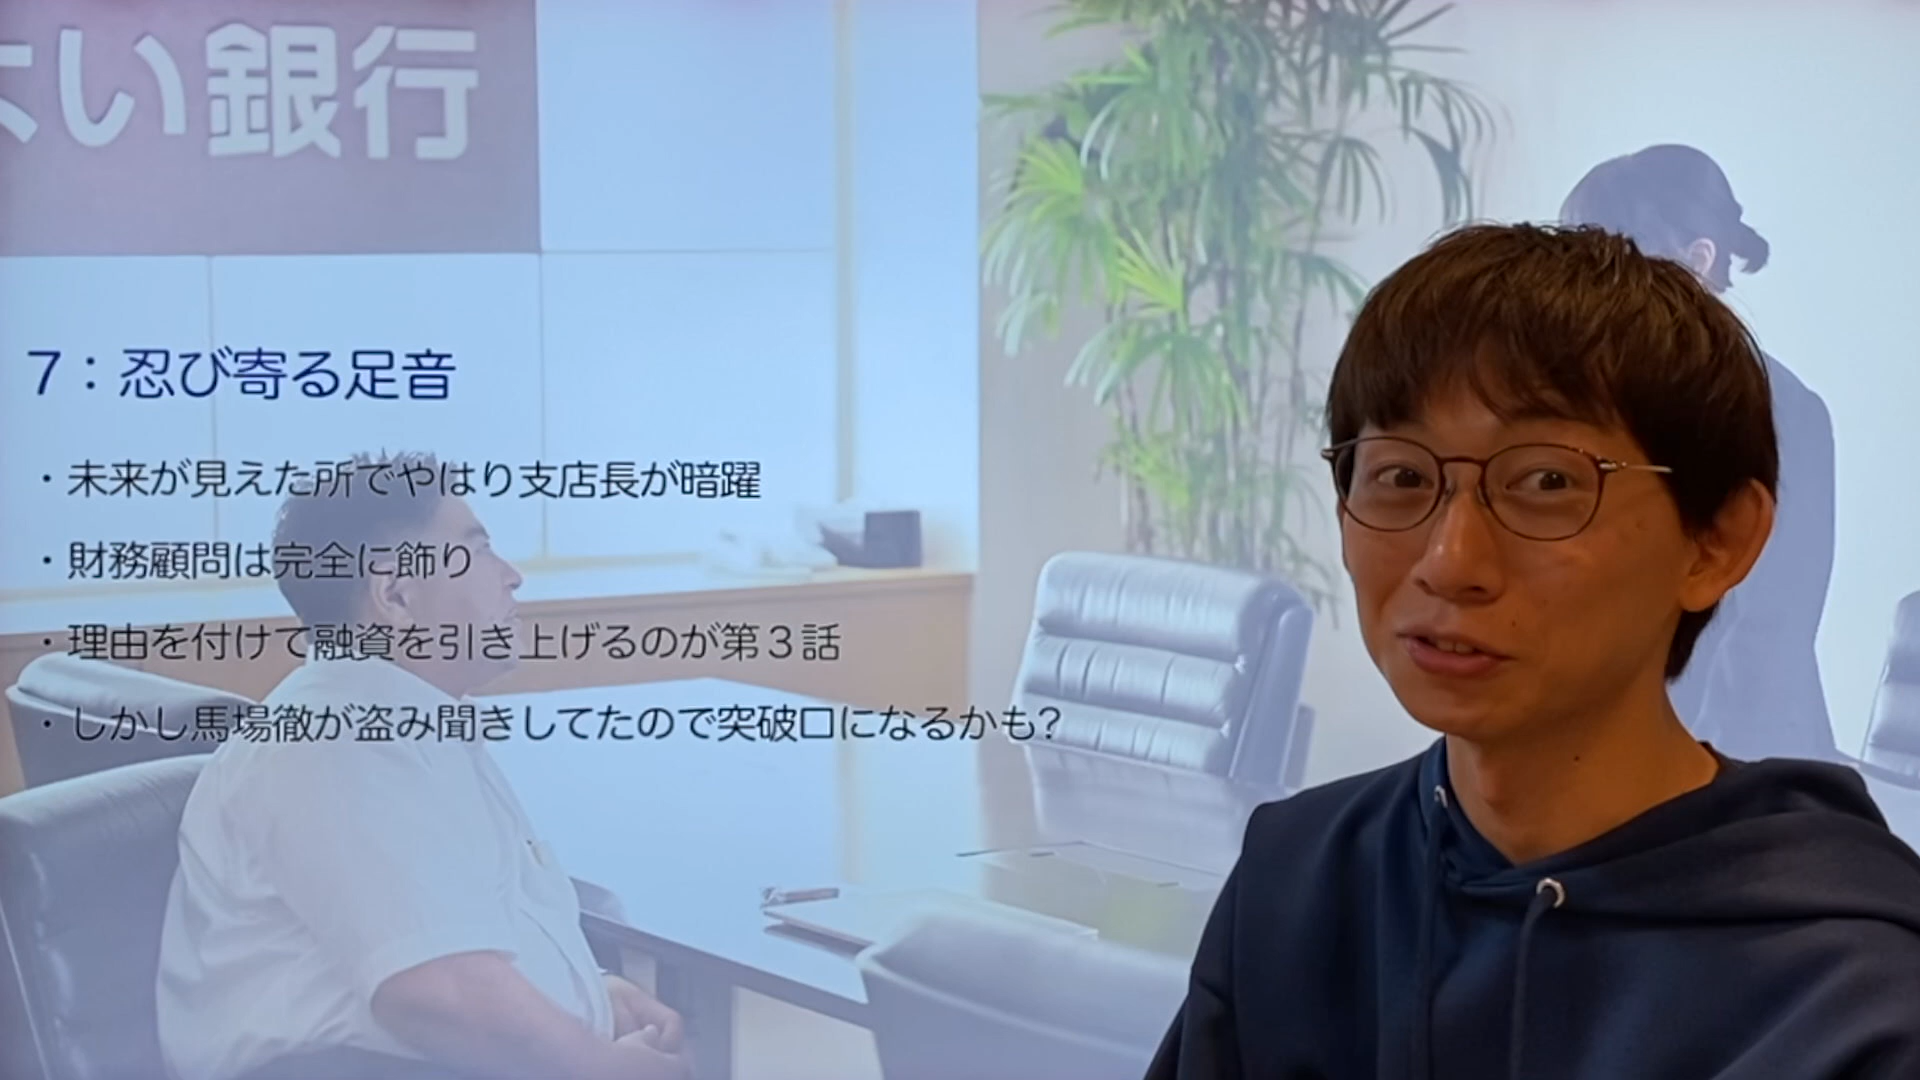 い銀行
7：忍び寄る足音
・未来が見えた所でやはり支店長が暗躍
・財務顧問は完全に飾り
・理由を付けて融資を引き上げるのが第３話
・しかし馬場徹が盗み聞きしてたので突破口になるかも?